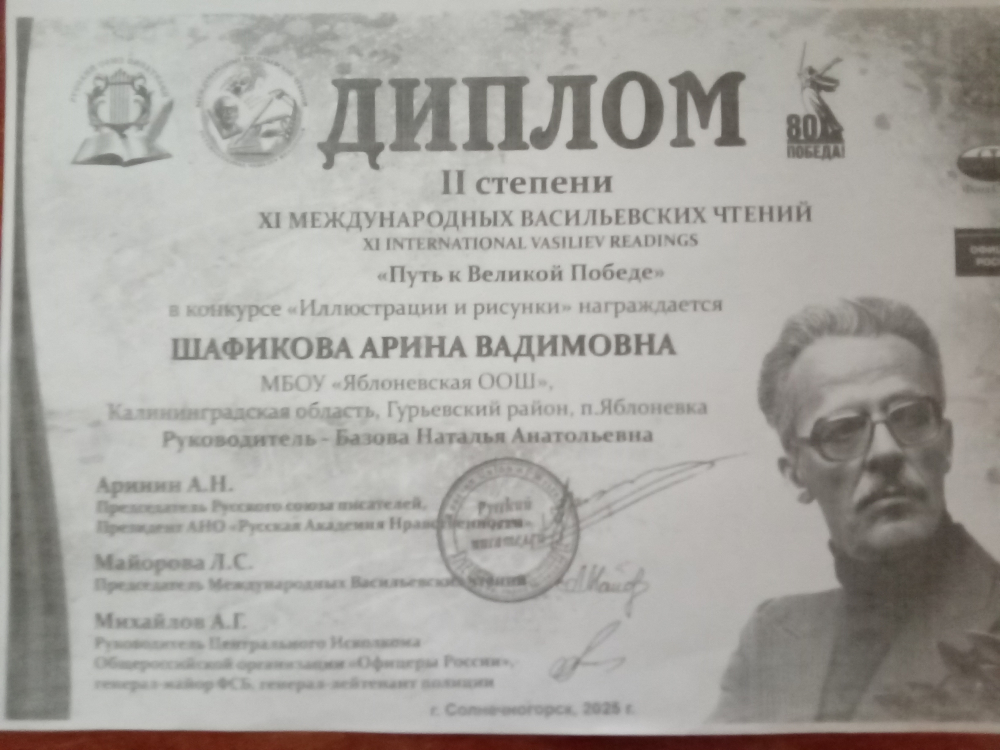 ДИПЛОМ
80
ПОБЕДА!
II степени
XI МЕЖДУНАРОДНЫХ ВАСИЛЬЕВСКИХ ЧТЕНИЙ
XI INTERNATIONAL VASILIEV READINGS
«Путь к Великой Победе»
в конкурсе «Иллюстрации и рисунки» награждается
ШАФИКОВА АРИНА ВАДИМОВНА
МБОУ «Яблоневская ООШ»,
Калининградская область, Гурьевский район, п.Яблоневка
Руководитель - Базова Наталья Анатольевна
Аринин А.Н.
Председатель Русского союза писателей,
Президент АНО «Русская Академия Нравственности»
Русский
писателей
Майорова Л.С.
Председатель Международных Васильевских чтений
Михайлов А.Г.
Руководитель Центрального Исполкома
Общероссийской организации «Офицеры России»,
генерал-майор ФСБ, генерал-лейтенант полиции
г. Солнечногорск, 2025 г.